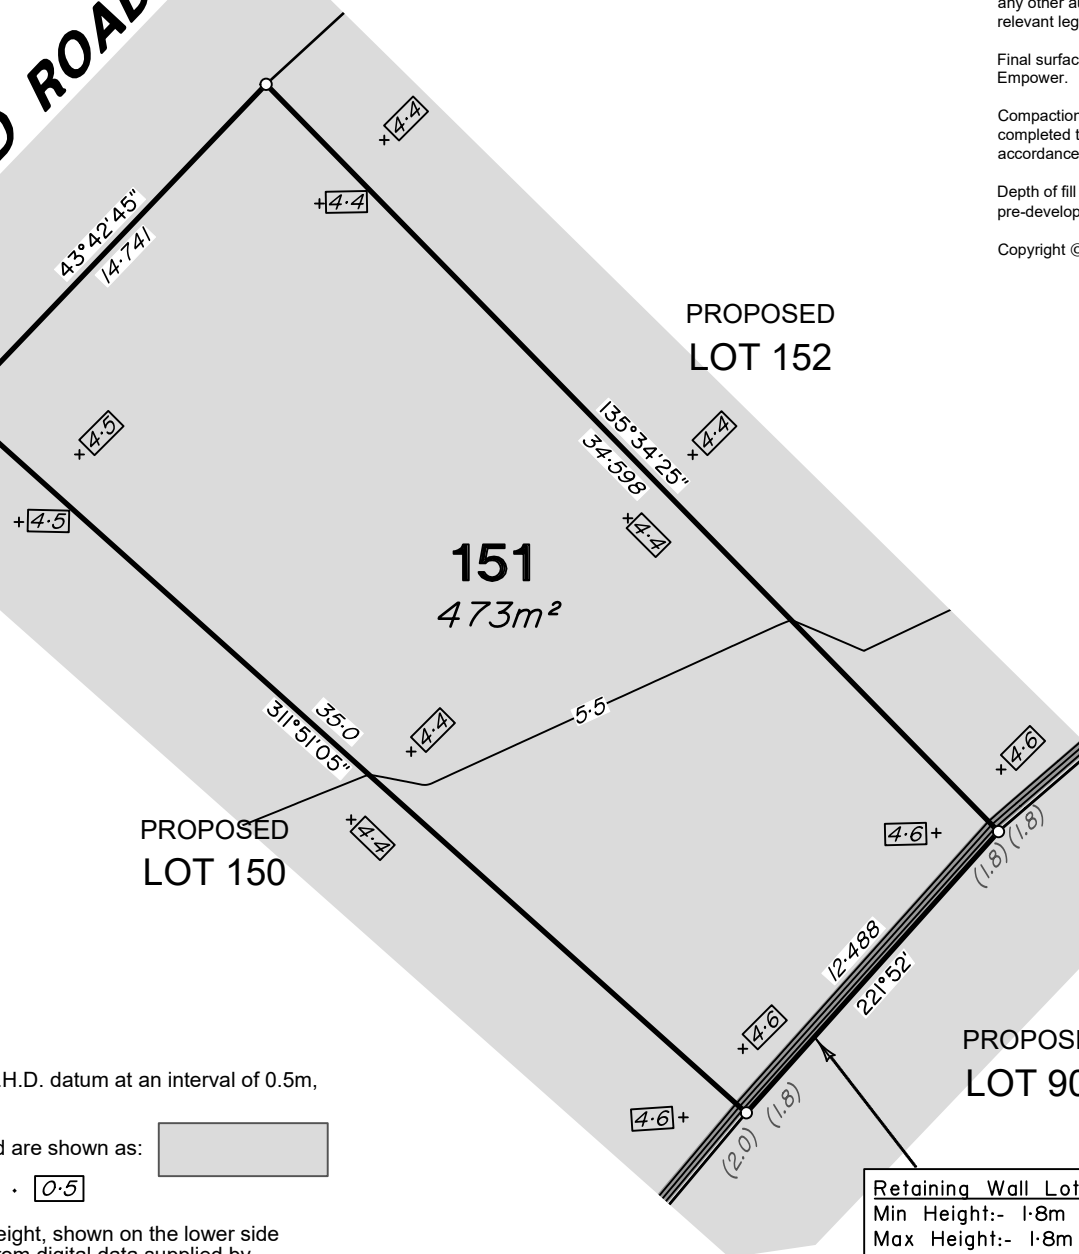 ROAD
any other
relevant leg
Final surfac
Empower.
Compaction
completed
accordance
Depth of fill
pre-develop
Copyright ©
43°42'45"
14·741
4·4
4·4
PROPOSED
LOT 152
4·5
4·5
135°34'25"
34·598
4·4
4·4
151
473m²
5·5
35·0
311°51'05"
4·4
4·4
PROPOSED
LOT 150
4·6
4·6
(1.8)
(1.8)
12·488
221°52'
4·6
4·6
(1.8)
(2.0)
PROPOS
LOT 90
.H.D. datum at an interval of 0.5m,
d are shown as:
0·5
eight, shown on the lower side
from digital data supplied by
Retaining Wall Lot
Min Height:- 1·8m
Max Height:- 1·8m